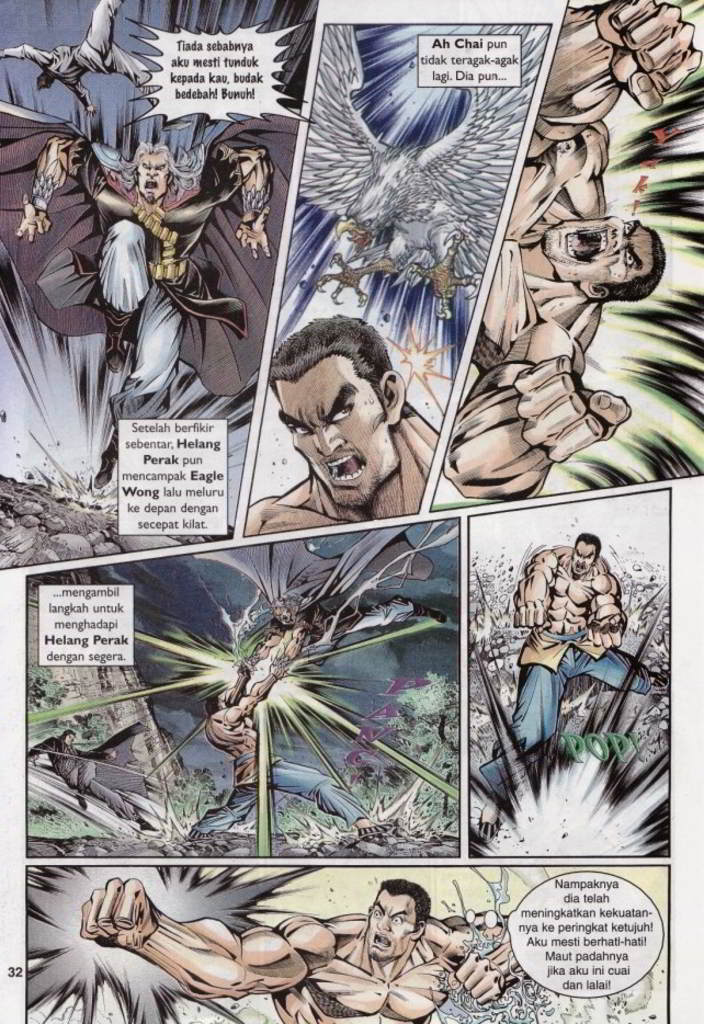 Tiada sebabnya
aku mesti tunduk
kepada kau, budak
bedebah! Bunuh!
Ah Chai pun
tidak teragak-agak
lagi. Dia pun...
YAK!
Setelah berfikir
sebentar, Helang
Perak pun
mencampak Eagle
Wong lalu meluru
ke depan dengan
secepat kilat.
...mengambil
langkah untuk
menghadapi
Helang Perak
dengan segera.
PANG
POP!
Nampaknya
dia telah
meningkatkan kekuatan-
nya ke peringkat ketujuh!
Aku mesti berhati-hati!
Maut padahnya
jika aku ini cuai
dan lalai!
32